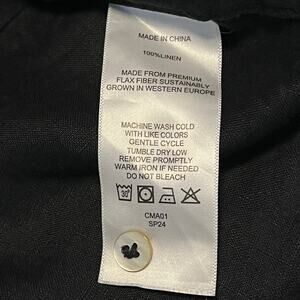 MADE IN CHINA
100%LINEN
MADE FROM PREMIUM
FLAX FIBER SUSTAINABLY
GROWN IN WESTERN EUROPE
MACHINE WASH COLD
WITH LIKE COLORS
GENTLE CYCLE
TUMBLE DRY LOW
REMOVE PROMPTLY
WARM IRON IF NEEDED
DO NOT BLEACH
30°
CMA01
SP24